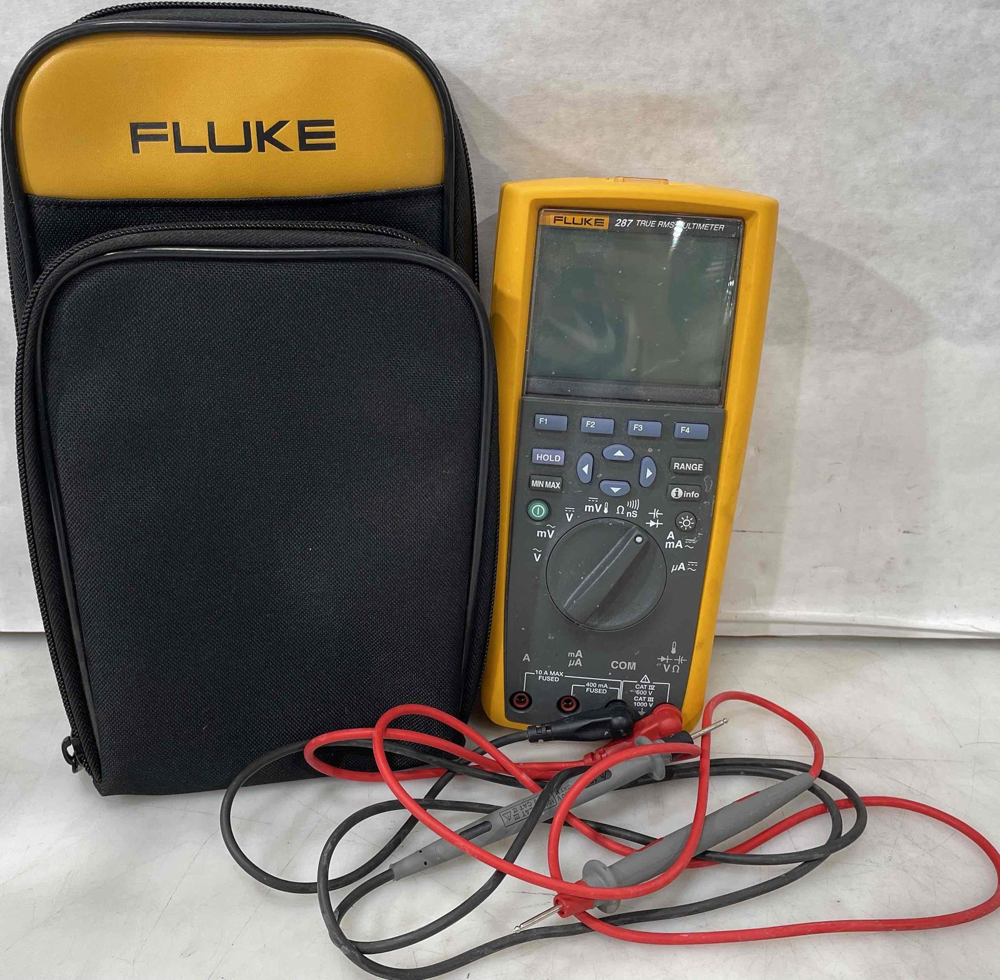 FLUKE
FLUKE 287 TRUE RMS MULTIMETER
F1 F2 F3 F4
HOLD
RANGE
MIN MAX
info
mV Ω nS
V
mV
A
mA
V
µA
A
mA
µA
COM
V Ω
10 A MAX
FUSED
400 mA
FUSED
CAT IV
600 V
CAT III
1000 V